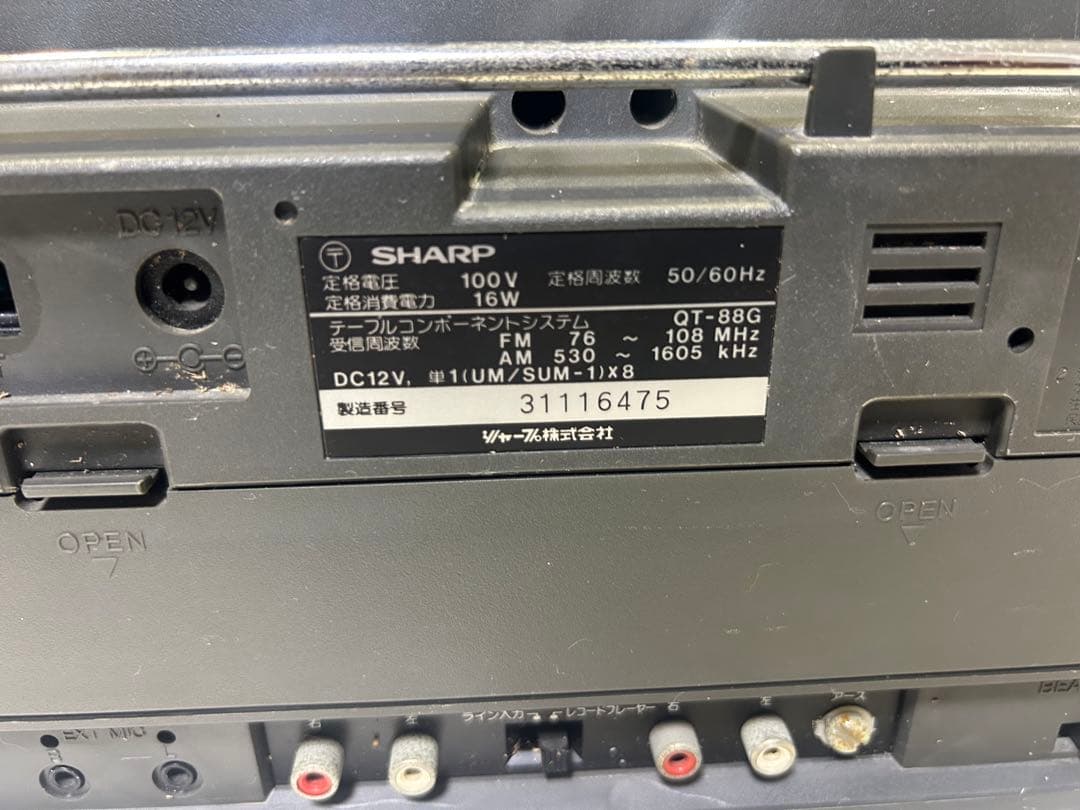 DC 12V
〒 SHARP
定格電圧 100V 定格周波数 50/60Hz
定格消費電力 16W
テーブルコンポーネントシステム QT-88G
受信周波数 FM 76 ~ 108 MHz
AM 530 ~ 1605 kHz
DC12V, 単1(UM/SUM-1)X8
製造番号 31116475
シャープ株式会社
OPEN
OPEN
EXT MIC
右
左
ライン入力
レコードプレーヤー
右
左
アース